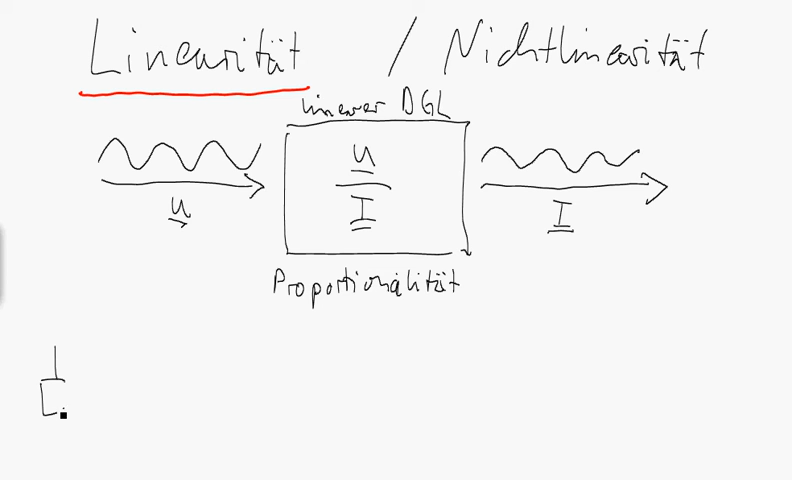 Linearität / Nichtlinearität
linearer DGL
u
I
u
I
Proportionalität